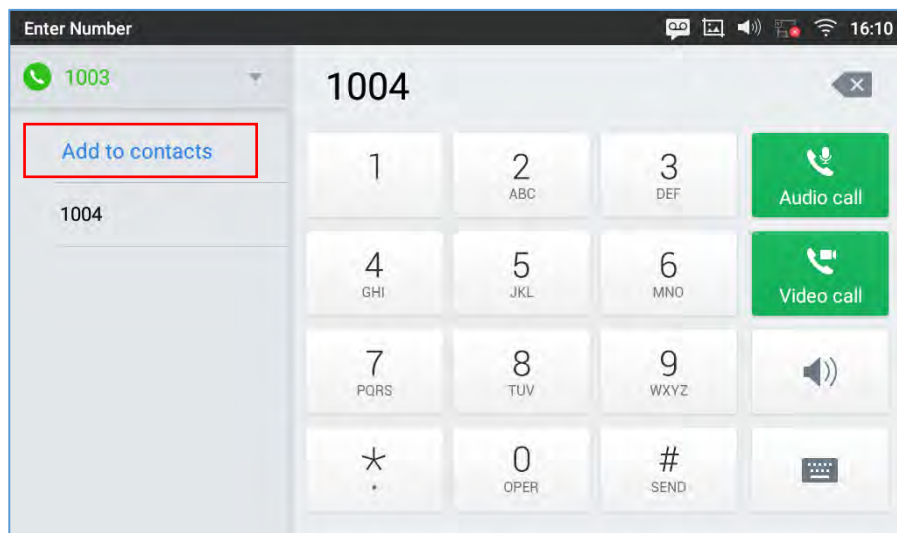 Enter Number
16:10
1003
Add to contacts
1004
1004
1
2
ABC
3
DEF
Audio call
4
GHI
5
JKL
6
MNO
Video call
7
PQRS
8
TUV
9
WXYZ
*
0
OPER
#
SEND